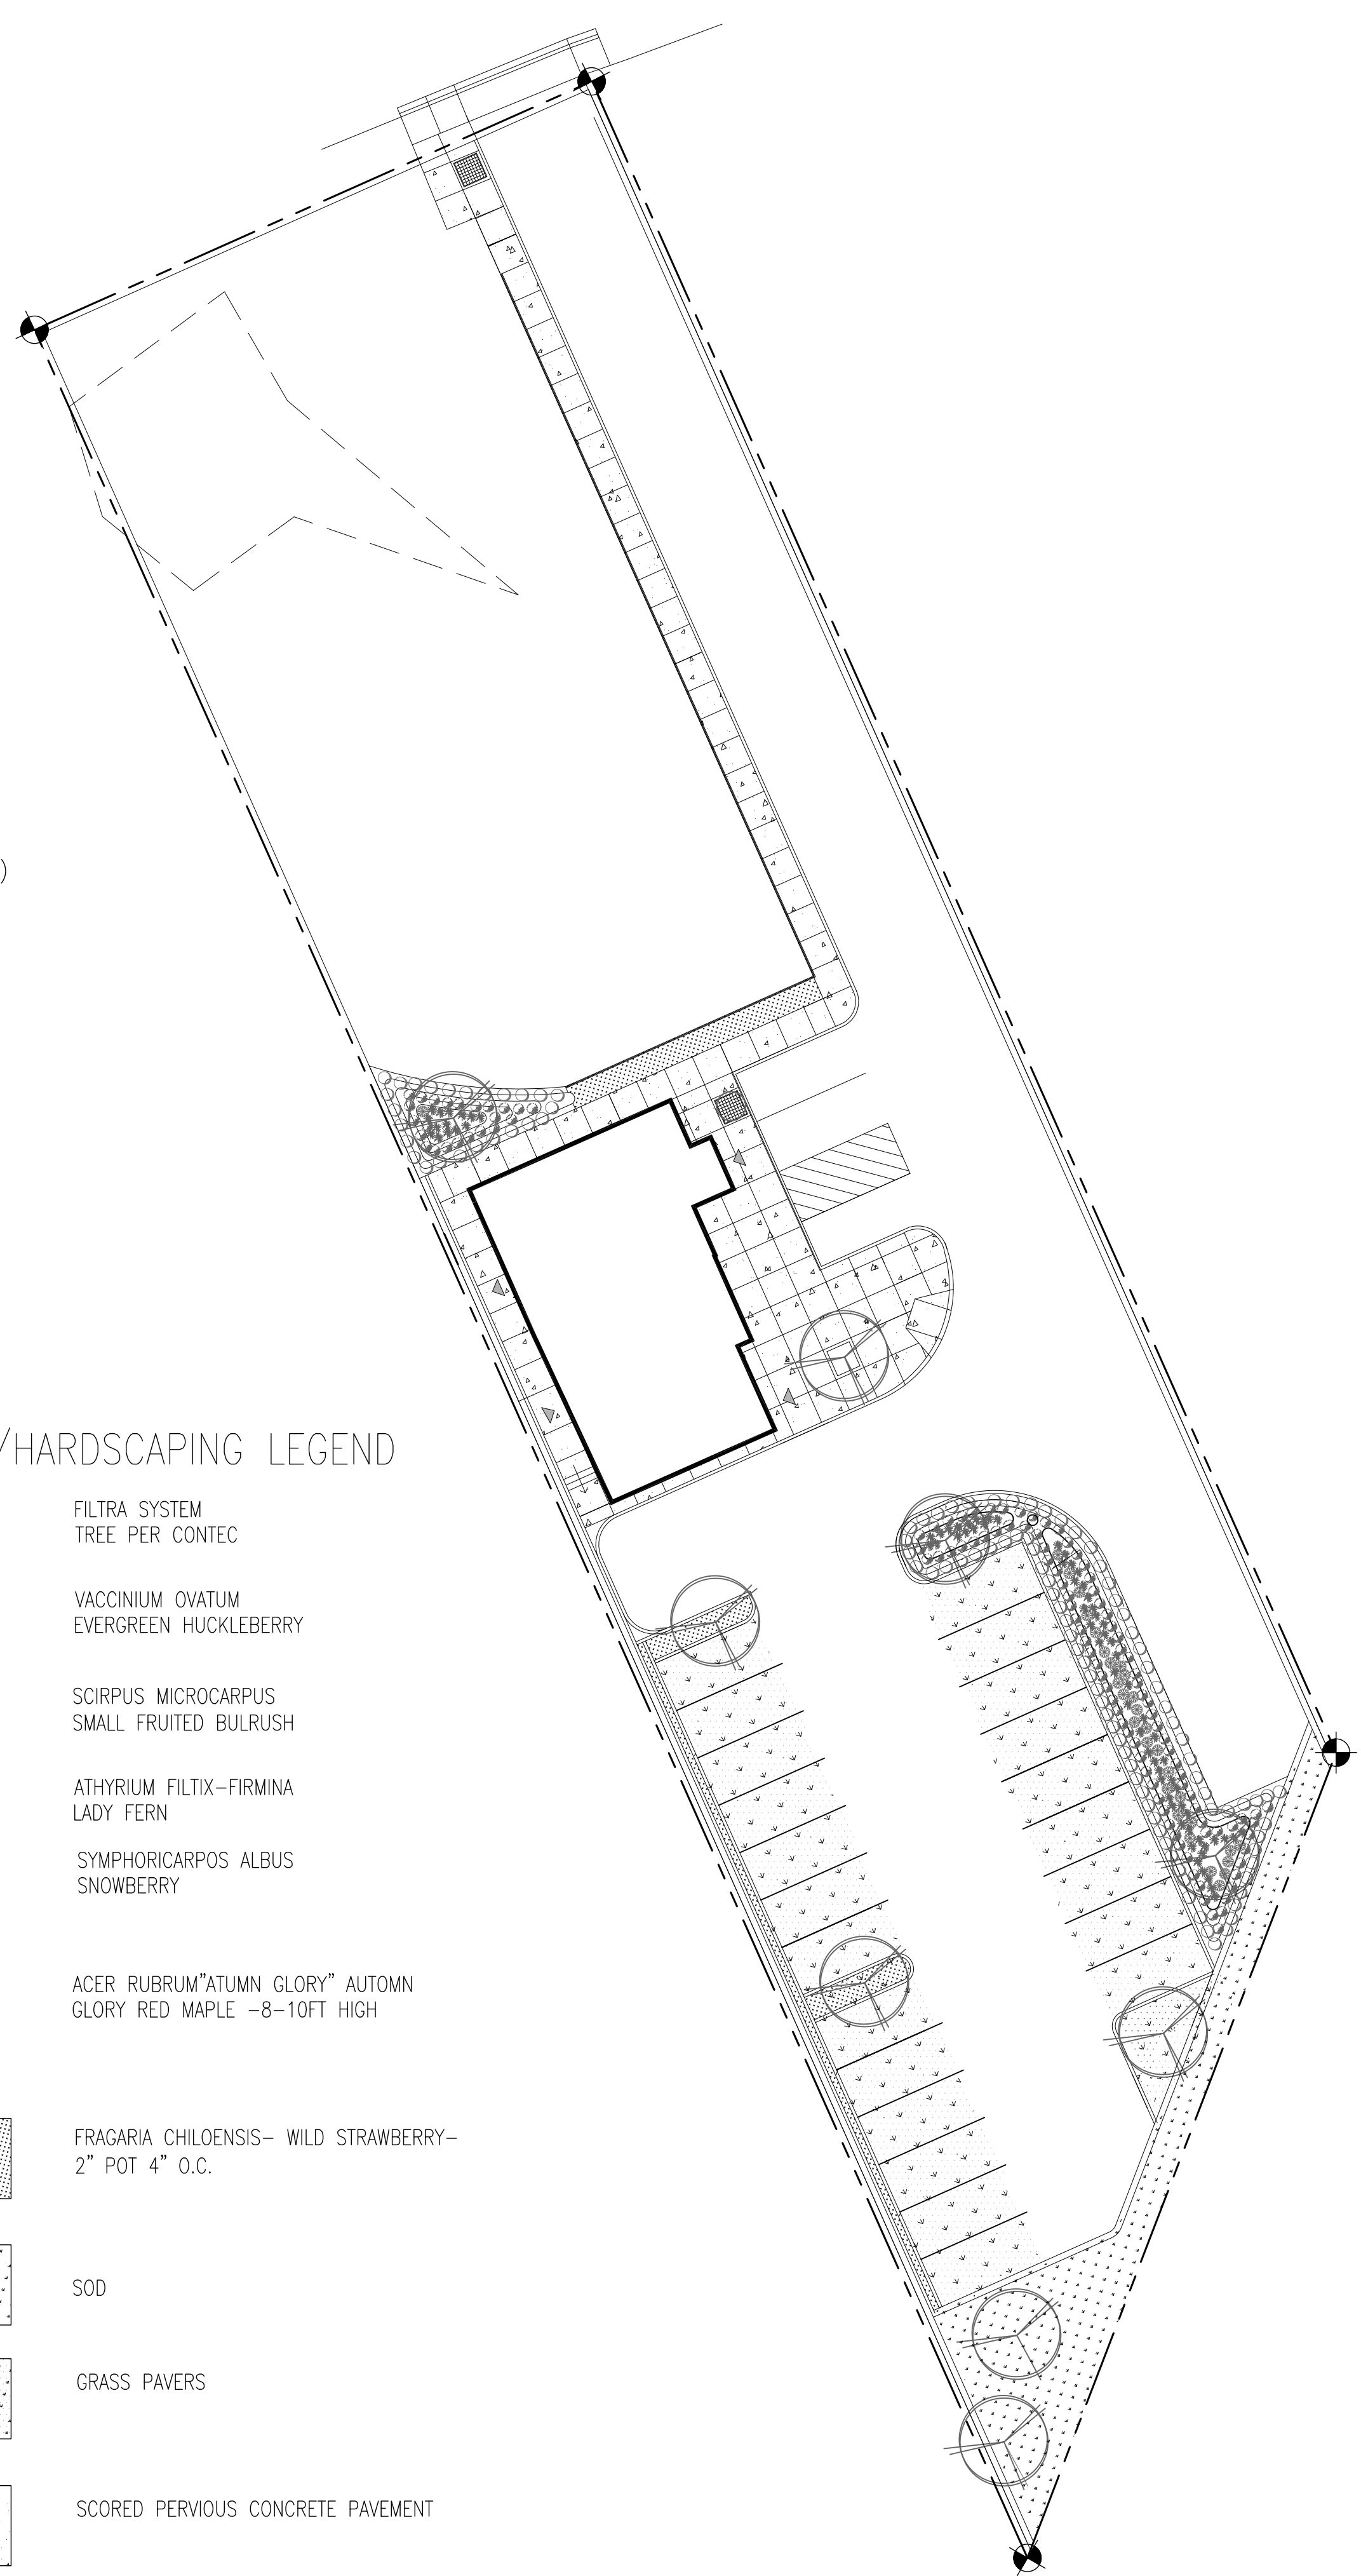 )
/HARDSCAPING LEGEND
FILTRA SYSTEM
TREE PER CONTEC
VACCINIUM OVATUM
EVERGREEN HUCKLEBERRY
SCIRPUS MICROCARPUS
SMALL FRUITED BULRUSH
ATHYRIUM FILTIX-FIRMINA
LADY FERN
SYMPHORICARPOS ALBUS
SNOWBERRY
ACER RUBRUM"ATUMN GLORY" AUTOMN
GLORY RED MAPLE -8-10FT HIGH
FRAGARIA CHILOENSIS- WILD STRAWBERRY-
2" POT 4" O.C.
SOD
GRASS PAVERS
SCORED PERVIOUS CONCRETE PAVEMENT